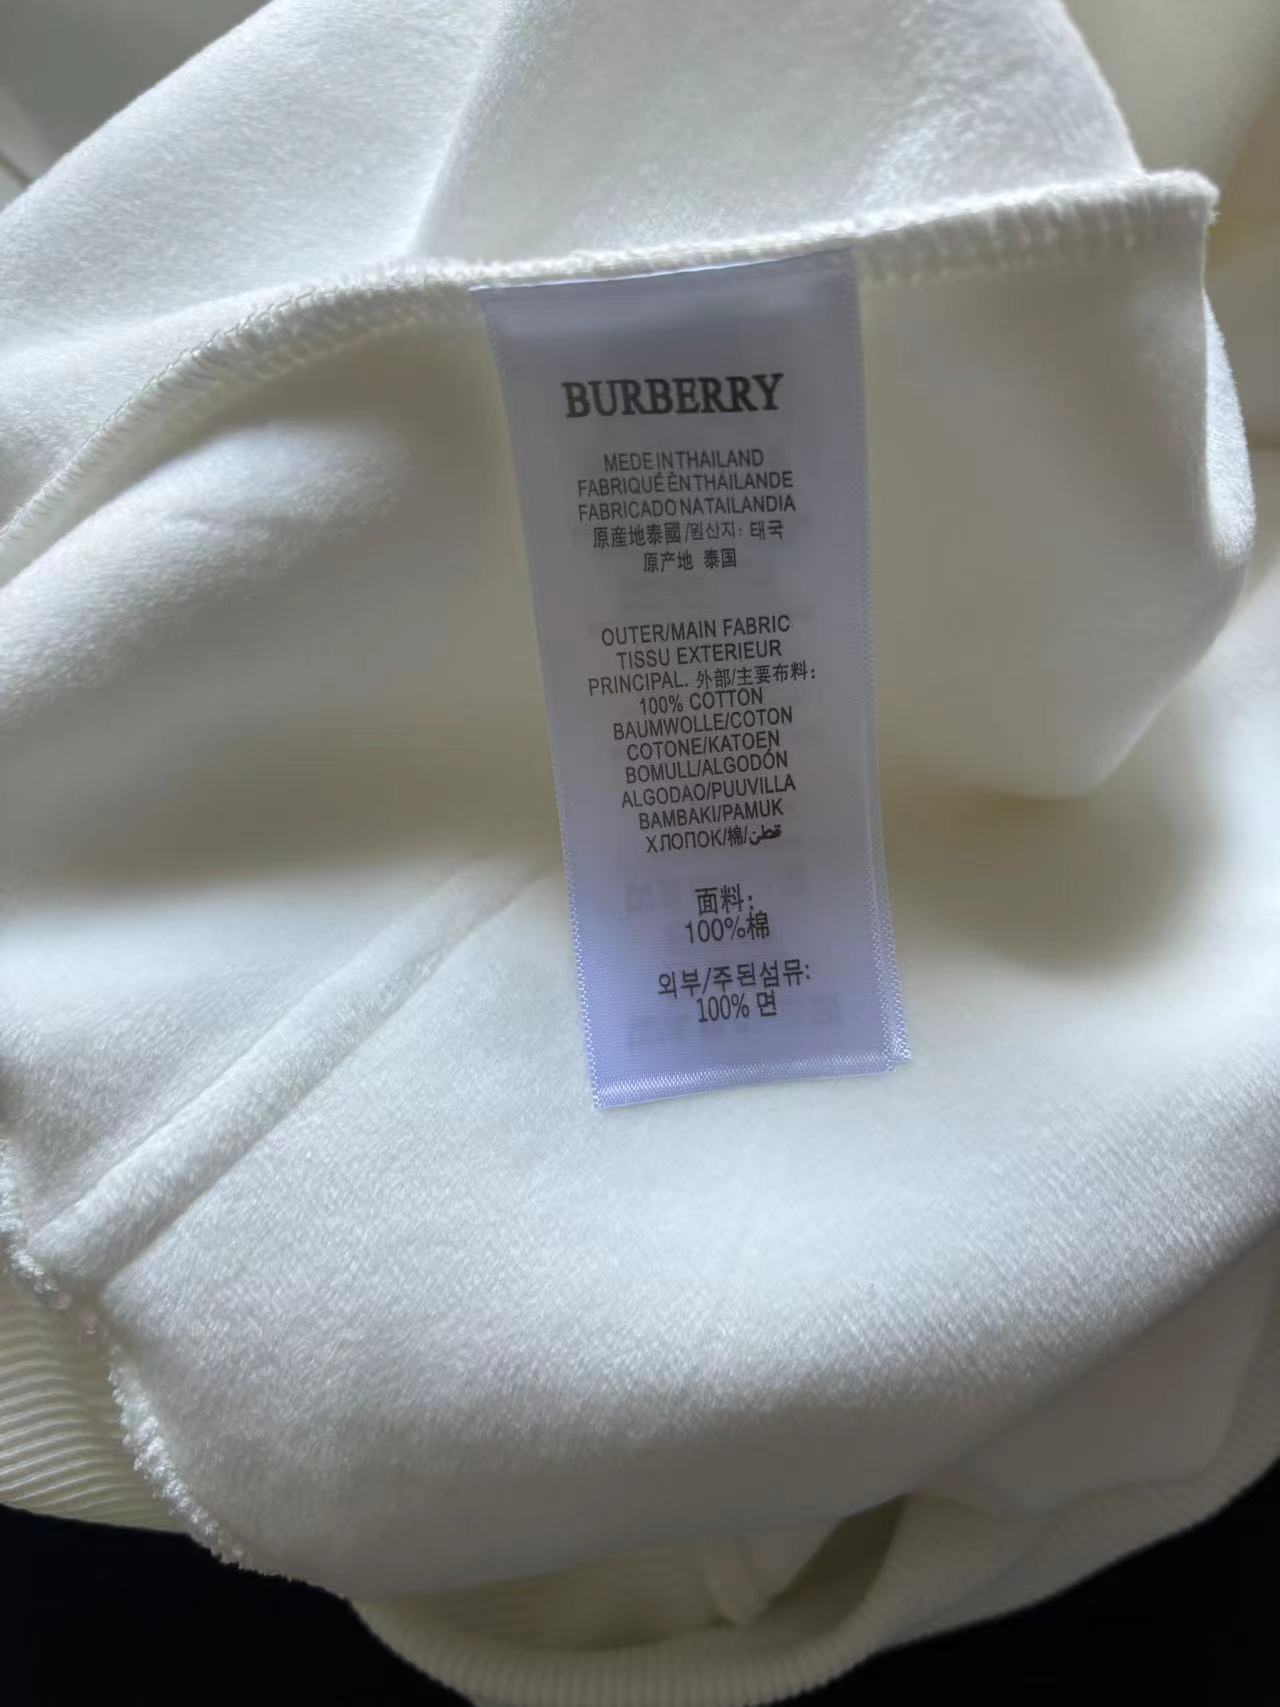 BURBERRY
MEDE IN THAILAND
FABRIQUÉ ÊN THAILANDE
FABRICADO NA TAILANDIA
原産地泰國/원산지: 태국
原产地 泰国
OUTER/MAIN FABRIC
TISSU EXTERIEUR
PRINCIPAL. 外部/主要布料:
100% COTTON
BAUMWOLLE/COTON
COTONE/KATOEN
BOMULL/ALGODÓN
ALGODAO/PUUVILLA
BAMBAKI/PAMUK
ХЛОПОК/棉/قطن
面料:
100%棉
외부/주된섬뮤:
100% 면